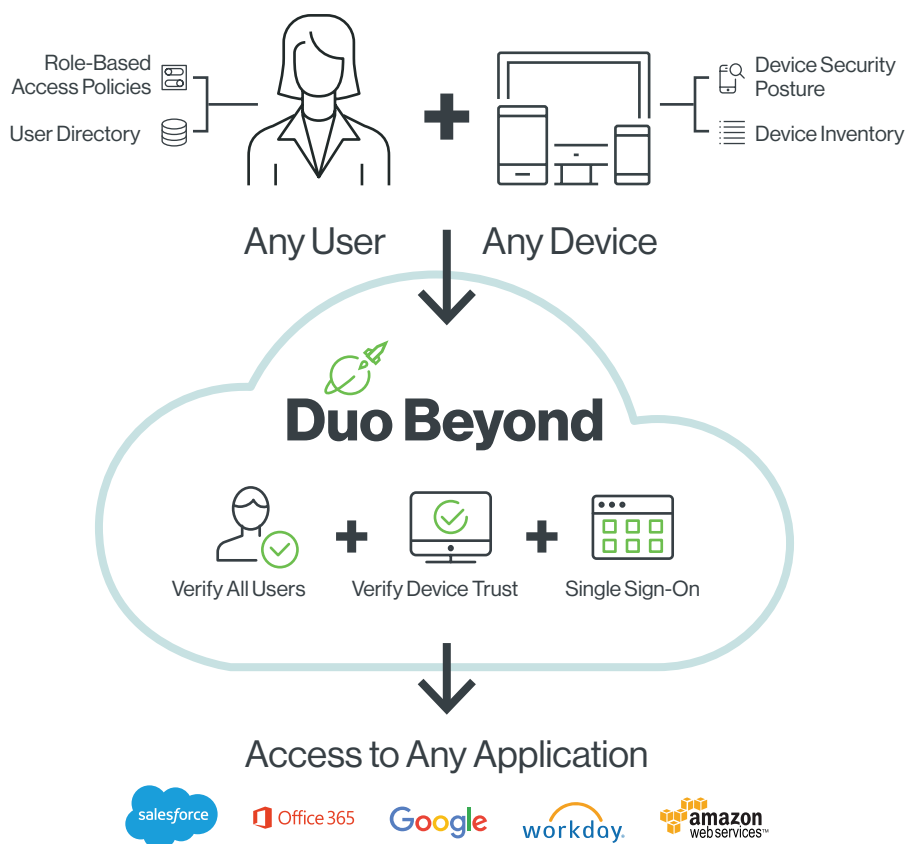 Role-Based
Access Policies
User Directory
Device Security
Posture
Device Inventory
Any User
Any Device
Duo Beyond
Verify All Users
Verify Device Trust
Single Sign-On
Access to Any Application
salesforce
Office 365
Google
workday.
amazon
web services™